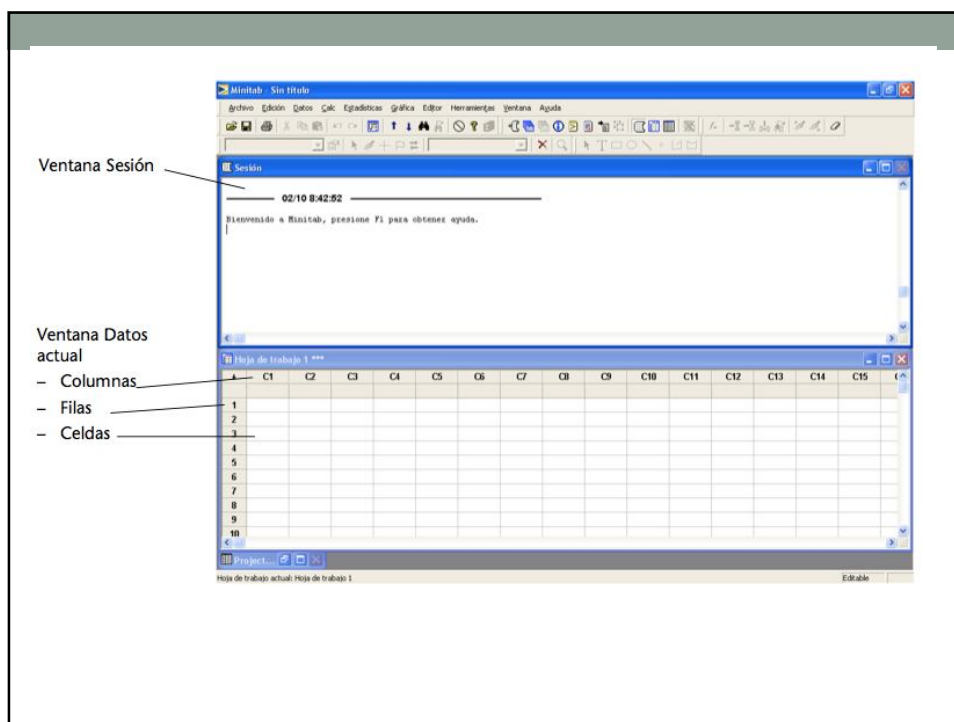 Minitab - Sin título
Archivo Edición Datos Calc Estadísticas Gráfica Editor Herramientas Ventana Ayuda
Ventana Sesión
Sesión
02/10 8:42:52
Bienvenido a Minitab, presione F1 para obtener ayuda.
Ventana Datos
actual
– Columnas
– Filas
– Celdas
Hoja de trabajo 1 ***
C1 C2 C3 C4 C5 C6 C7 C8 C9 C10 C11 C12 C13 C14 C15
1
2
3
4
5
6
7
8
9
10
Project...
Hoja de trabajo actual: Hoja de trabajo 1 Editable